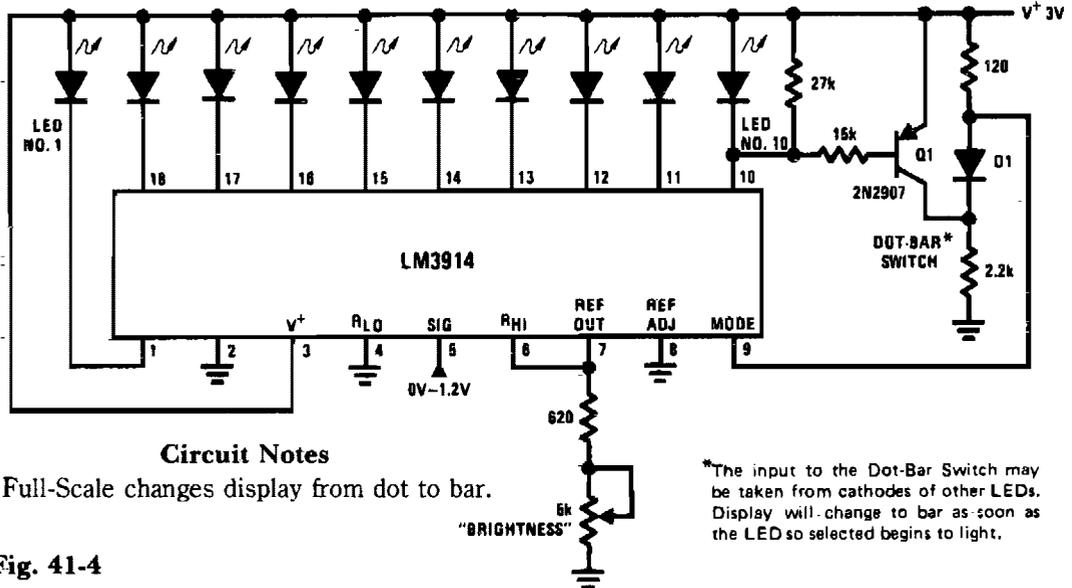 V+ 3V
120
27k
LED
NO. 1
LED
NO. 10
15k
Q1
D1
2N2907
18
17
16
15
14
13
12
11
10
DOT-BAR*
SWITCH
2.2k
LM3914
V+
RLO
SIG
RHI
REF
OUT
REF
ADJ
MODE
1
2
3
4
5
6
7
8
9
0V–1.2V
620
Circuit Notes
Full-Scale changes display from dot to bar.
5k
"BRIGHTNESS"
*The input to the Dot-Bar Switch may
be taken from cathodes of other LEDs.
Display will change to bar as soon as
the LED so selected begins to light.
Fig. 41-4